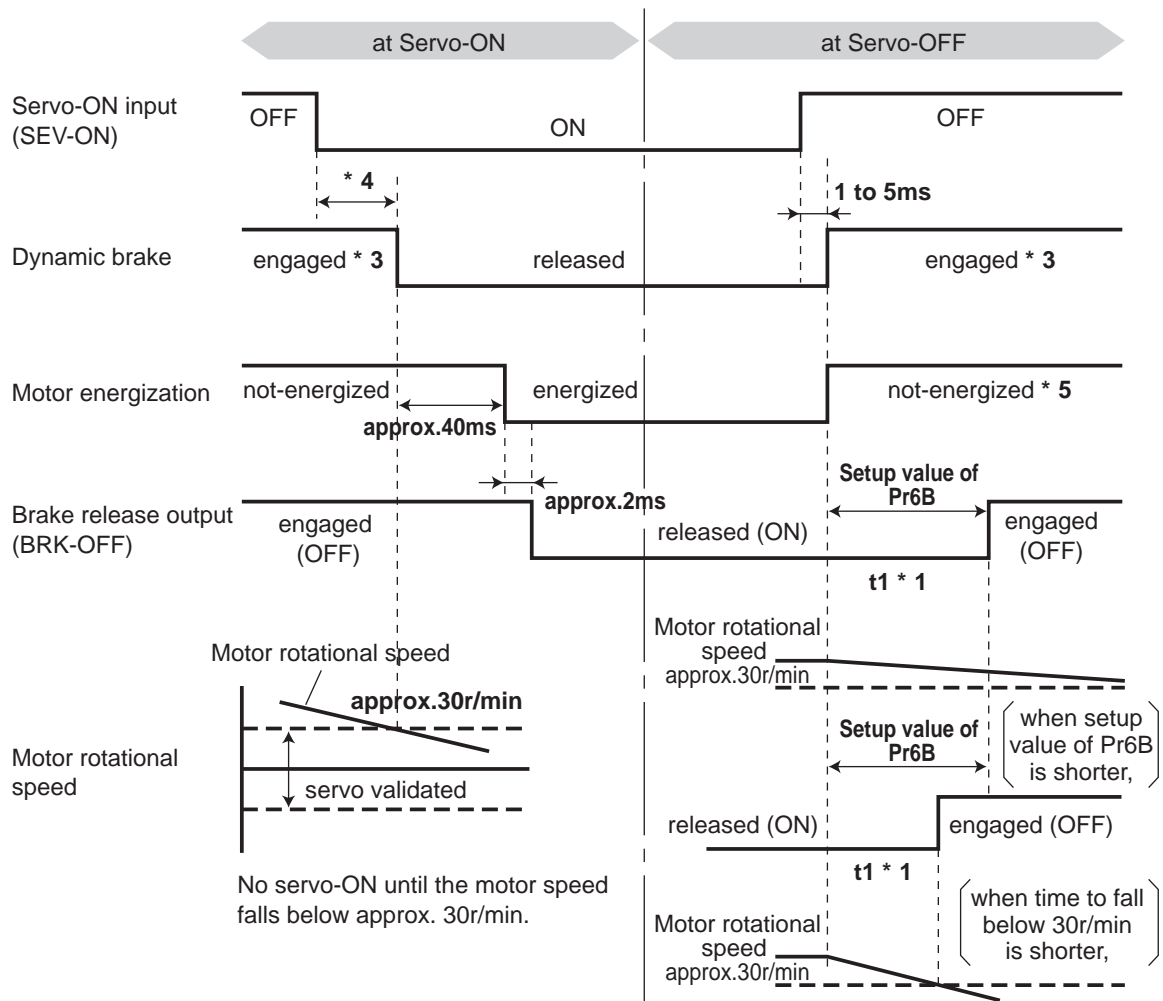 at Servo-ON
at Servo-OFF
Servo-ON input
(SEV-ON)
OFF
ON
OFF
* 4
1 to 5ms
Dynamic brake
engaged * 3
released
engaged * 3
Motor energization
not-energized
energized
not-energized * 5
approx.40ms
approx.2ms
Setup value of
Pr6B
Brake release output
(BRK-OFF)
engaged
(OFF)
released (ON)
engaged
(OFF)
t1 * 1
Motor rotational speed
approx.30r/min
Motor rotational
speed
servo validated
No servo-ON until the motor speed
falls below approx. 30r/min.
Motor rotational
speed
approx.30r/min
Setup value of
Pr6B
when setup
value of Pr6B
is shorter,
released (ON)
engaged (OFF)
t1 * 1
when time to fall
below 30r/min
is shorter,
Motor rotational
speed
approx.30r/min